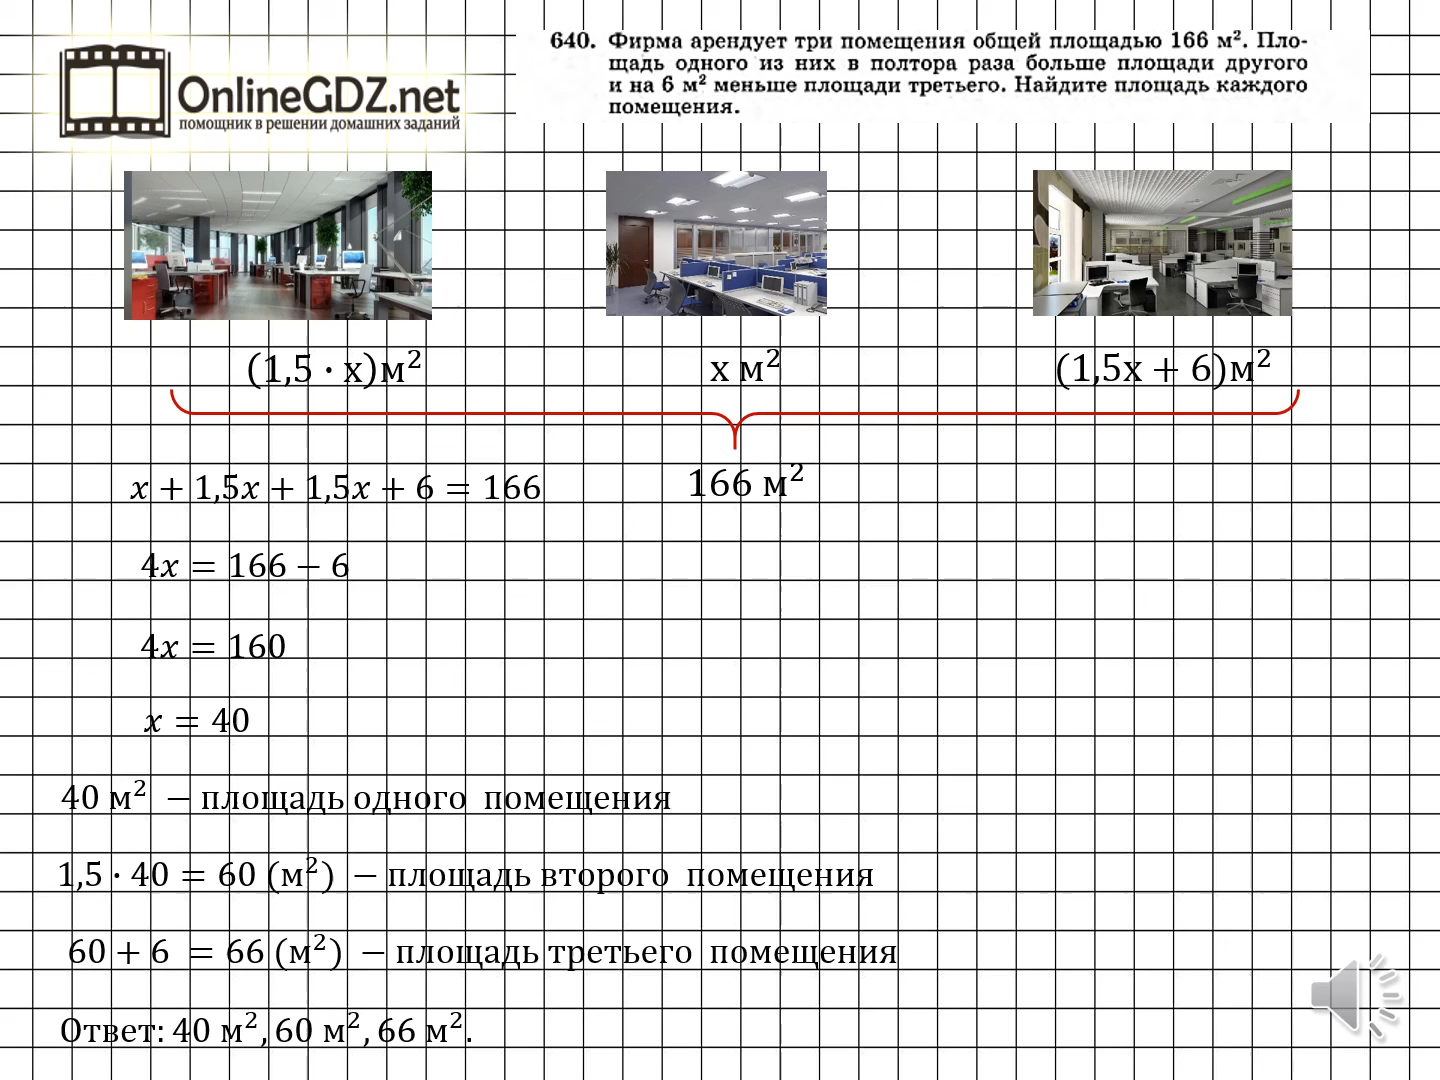 640. Фирма арендует три помещения общей площадью 166 м². Пло-
щадь одного из них в полтора раза больше площади другого
и на 6 м² меньше площади третьего. Найдите площадь каждого
помещения.
OnlineGDZ.net
помощник в решении домашних заданий
(1,5 · х)м² х м² (1,5х + 6)м²
166 м²
x + 1,5x + 1,5x + 6 = 166
4x = 166 − 6
4x = 160
x = 40
40 м² − площадь одного помещения
1,5 · 40 = 60 (м²) − площадь второго помещения
60 + 6 = 66 (м²) − площадь третьего помещения
Ответ: 40 м², 60 м², 66 м².